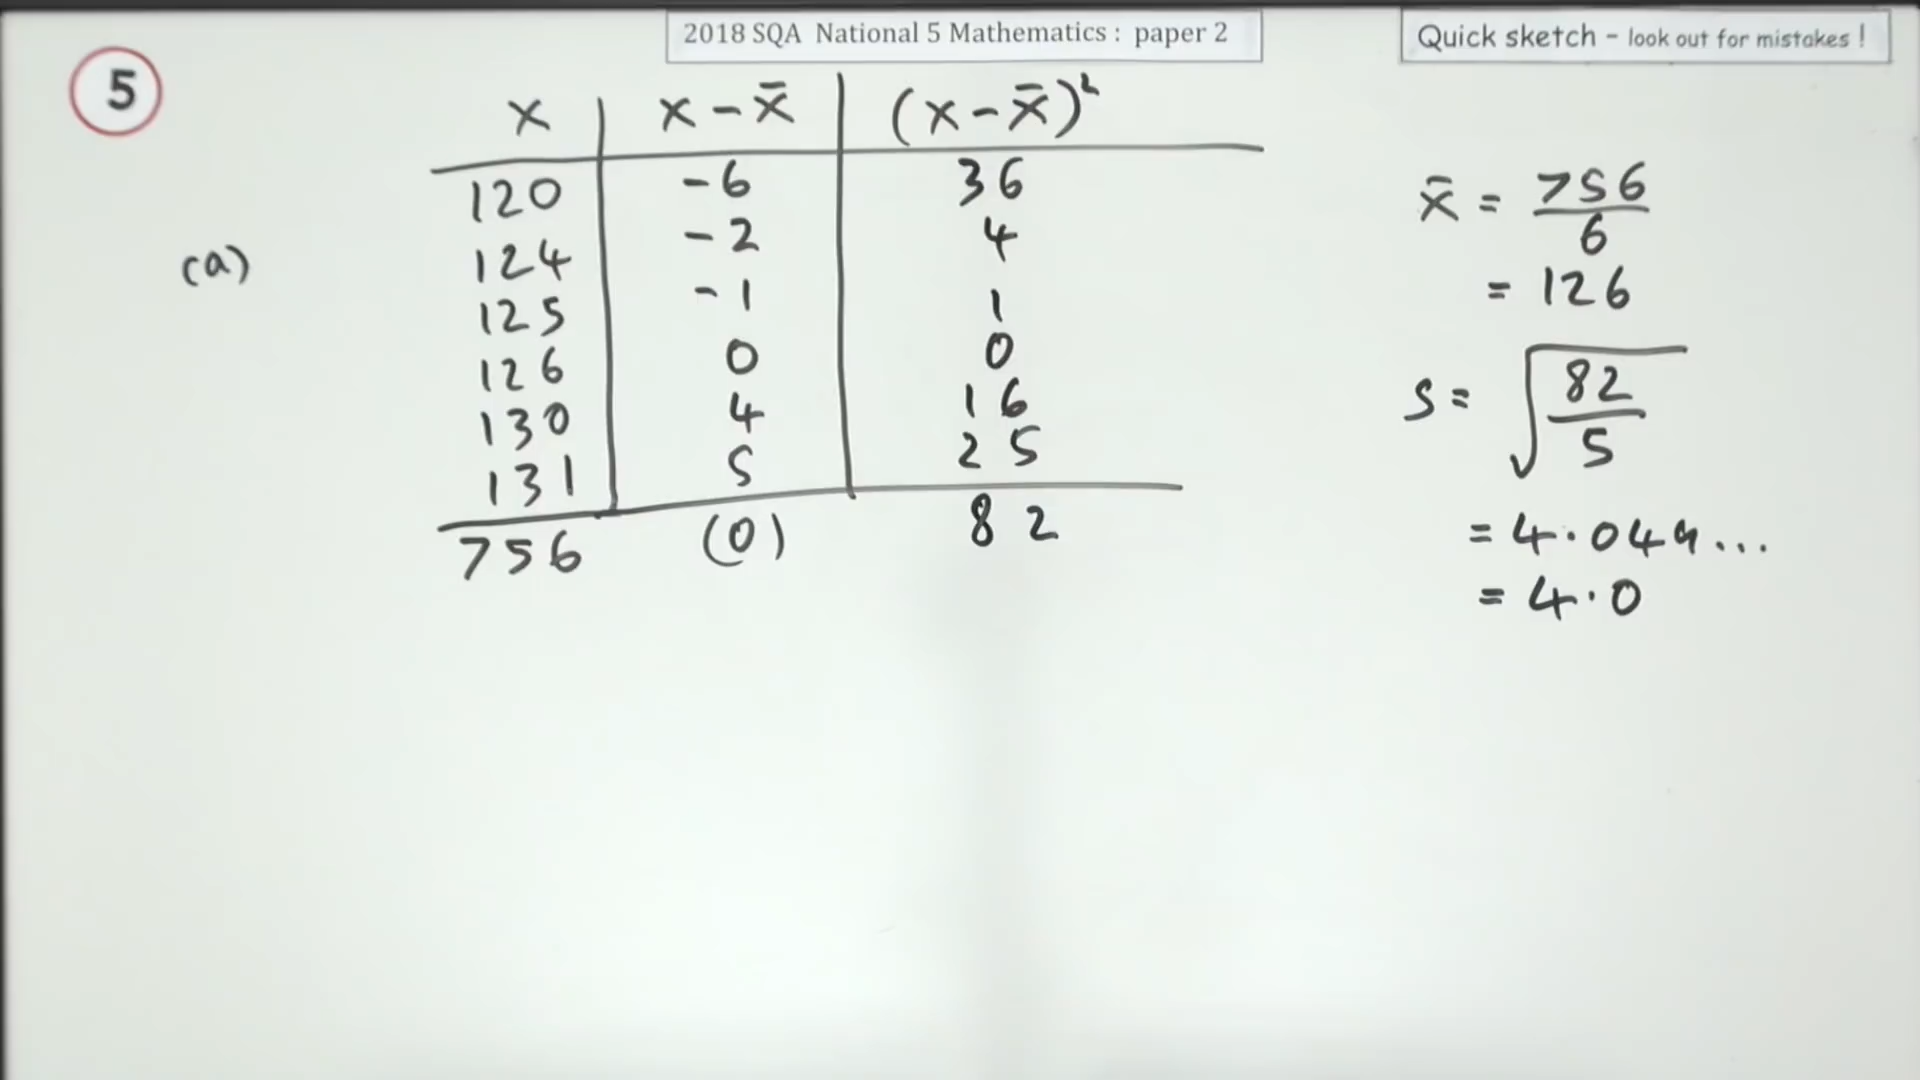 2018 SQA National 5 Mathematics : paper 2
Quick sketch - look out for mistakes !
5
(a)
x | x - x̄ | (x - x̄)²
120 | -6 | 36
124 | -2 | 4
125 | -1 | 1
126 | 0 | 0
130 | 4 | 16
131 | 5 | 25
756 | (0) | 82
x̄ = 756/6
= 126
s = √(82/5)
= 4.049...
= 4.0